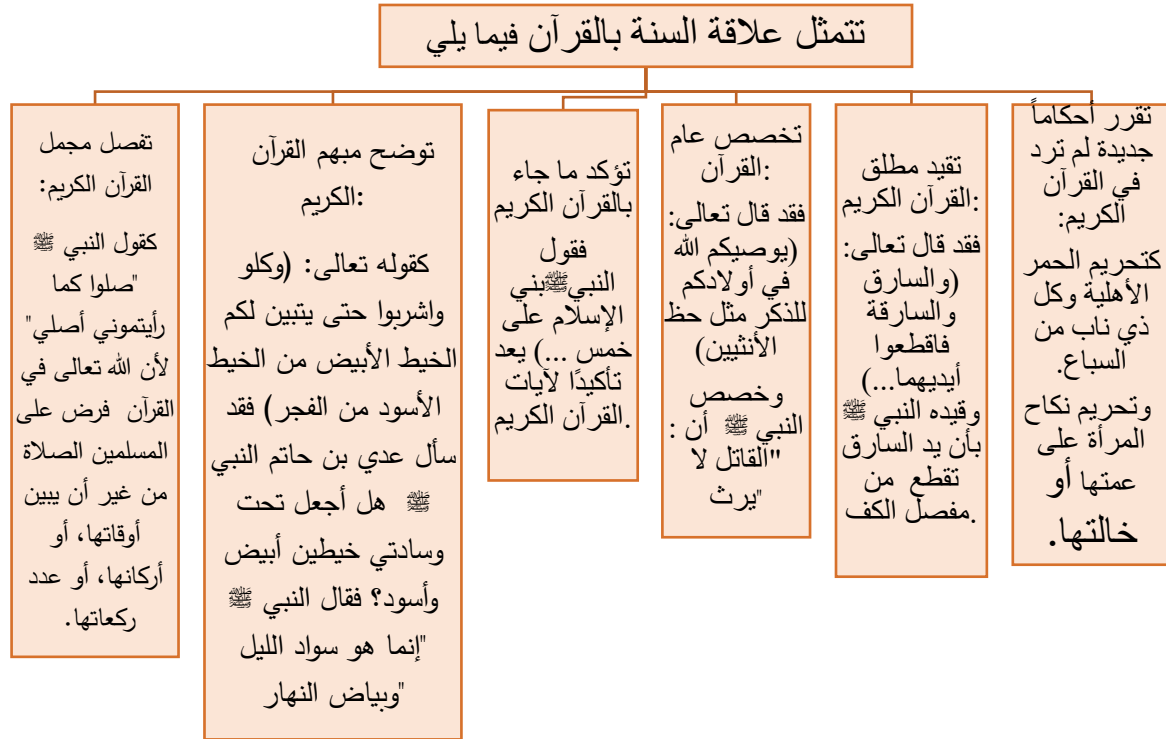 تتمثل علاقة السنة بالقرآن فيما يلي
تقرر أحكاماً
جديدة لم ترد
في القرآن
الكريم:
كتحريم الحمر
الأهلية وكل
ذي ناب من
السباع.
وتحريم نكاح
المرأة على
عمتها أو
خالتها.
تقيد مطلق
القرآن الكريم:
فقد قال تعالى:
(والسارق
والسارقة
فاقطعوا
أيديهما...)
وقيده النبي ﷺ
بأن يد السارق
تقطع من
مفصل الكف.
تخصص عام
القرآن:
فقد قال تعالى:
(يوصيكم الله
في أولادكم
للذكر مثل حظ
الأنثيين)
وخصص
النبي ﷺ أن :
"القاتل لا
يرث"
تؤكد ما جاء
بالقرآن الكريم
فقول
النبيﷺبني
الإسلام على
خمس ...) يعد
تأكيدًا لآيات
القرآن الكريم.
توضح مبهم القرآن
الكريم:
كقوله تعالى: (وكلو
واشربوا حتى يتبين لكم
الخيط الأبيض من الخيط
الأسود من الفجر) فقد
سأل عدي بن حاتم النبي
ﷺ هل أجعل تحت
وسادتي خيطين أبيض
وأسود؟ فقال النبي ﷺ
"إنما هو سواد الليل
وبياض النهار"
تفصل مجمل
القرآن الكريم:
كقول النبي ﷺ
"صلوا كما
رأيتموني أصلي"
لأن الله تعالى في
القرآن فرض على
المسلمين الصلاة
من غير أن يبين
أوقاتها، أو
أركانها، أو عدد
ركعاتها.